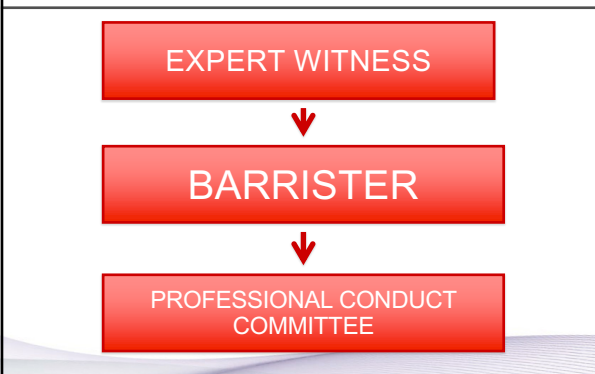 EXPERT WITNESS
BARRISTER
PROFESSIONAL CONDUCT
COMMITTEE